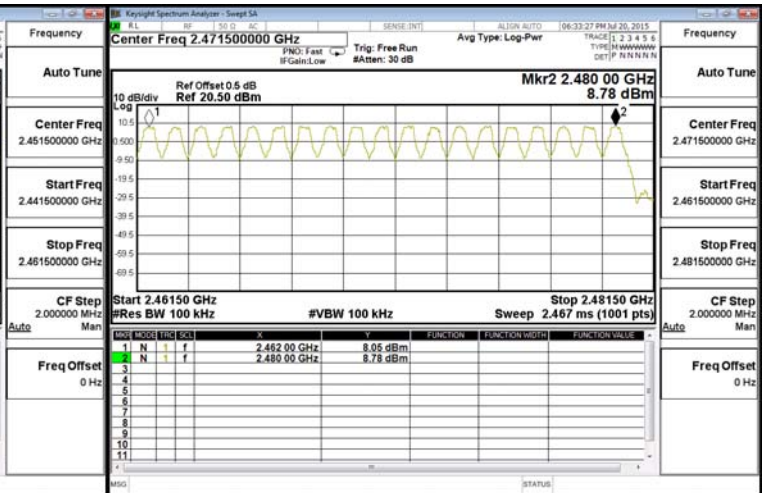 Frequency
Auto Tune
Center Freq
2.451500000 GHz
Start Freq
2.441500000 GHz
Stop Freq
2.461500000 GHz
CF Step
2.000000 MHz
Auto Man
Freq Offset
0 Hz
Keysight Spectrum Analyzer - Swept SA
RL RF 50 Ω AC SENSE:INT ALIGN AUTO 06:33:27 PM Jul 20, 2015
Center Freq 2.471500000 GHz
PNO: Fast
IFGain:Low
Trig: Free Run
#Atten: 30 dB
Avg Type: Log-Pwr
TRACE 1 2 3 4 5 6
TYPE M W W W W W
DET P N N N N N
Ref Offset 0.5 dB
10 dB/div Ref 20.50 dBm
Log
Mkr2 2.480 00 GHz
8.78 dBm
1
2
10.5
0.500
-9.50
-19.5
-29.5
-39.5
-49.5
-59.5
-69.5
Start 2.46150 GHz
#Res BW 100 kHz
#VBW 100 kHz
Stop 2.48150 GHz
Sweep 2.467 ms (1001 pts)
MKR MODE TRC SCL X Y FUNCTION FUNCTION WIDTH FUNCTION VALUE
1 N 1 f 2.462 00 GHz 8.05 dBm
2 N 1 f 2.480 00 GHz 8.78 dBm
3
4
5
6
7
8
9
10
11
MSG STATUS
Frequency
Auto Tune
Center Freq
2.471500000 GHz
Start Freq
2.461500000 GHz
Stop Freq
2.481500000 GHz
CF Step
2.000000 MHz
Auto Man
Freq Offset
0 Hz